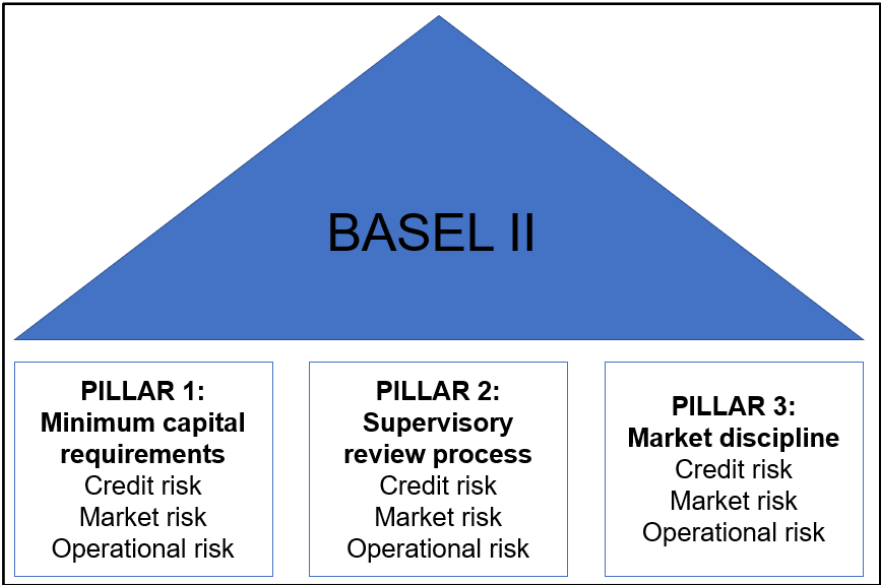 BASEL II
PILLAR 1:
Minimum capital
requirements
Credit risk
Market risk
Operational risk
PILLAR 2:
Supervisory
review process
Credit risk
Market risk
Operational risk
PILLAR 3:
Market discipline
Credit risk
Market risk
Operational risk